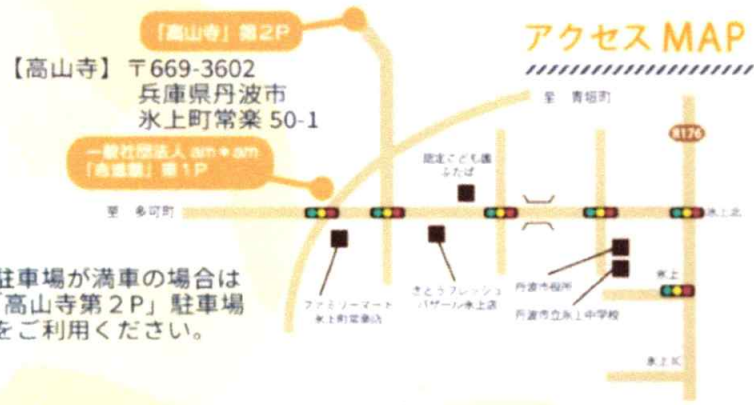 「高山寺」第2P
アクセス MAP
【高山寺】〒669-3602
兵庫県丹波市
氷上町常楽 50-1
至 青垣町
R176
一般社団法人 am*am
第1P
認定こども園
ふたば
至 多可町
氷上北
駐車場が満車の場合は
「高山寺第2P」駐車場
をご利用ください。
ファミリーマート
氷上町常楽店
さとうフレッシュ
バザール氷上店
丹波市役所
丹波市立氷上中学校
氷上
氷上IC